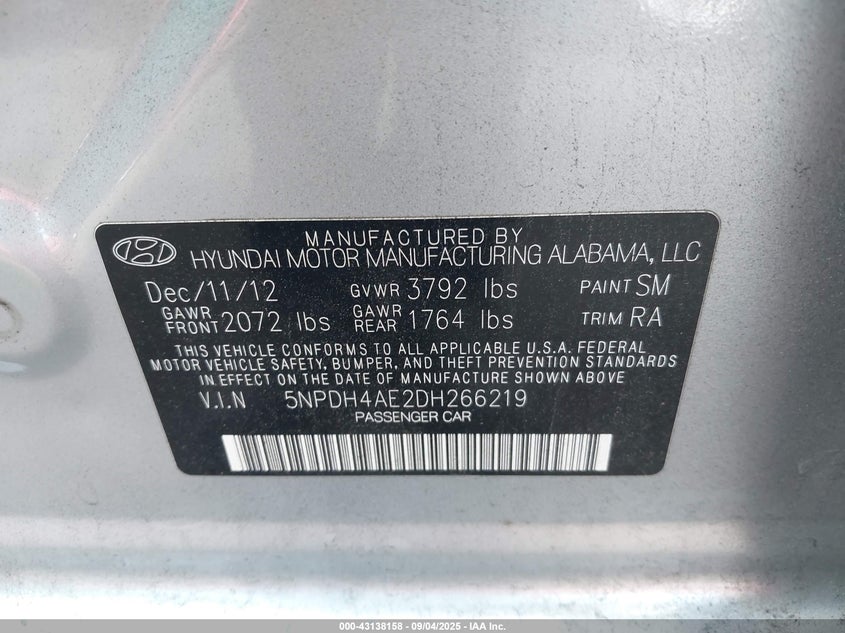 MANUFACTURED BY
HYUNDAI MOTOR MANUFACTURING ALABAMA, LLC
Dec/11/12 GVWR 3792 lbs PAINT SM
GAWR FRONT 2072 lbs GAWR REAR 1764 lbs TRIM RA
THIS VEHICLE CONFORMS TO ALL APPLICABLE U.S.A. FEDERAL
MOTOR VEHICLE SAFETY, BUMPER, AND THEFT PREVENTION STANDARDS
IN EFFECT ON THE DATE OF MANUFACTURE SHOWN ABOVE
V.I.N 5NPDH4AE2DH266219
PASSENGER CAR
000-43138158 - 09/04/2025 - IAA Inc.